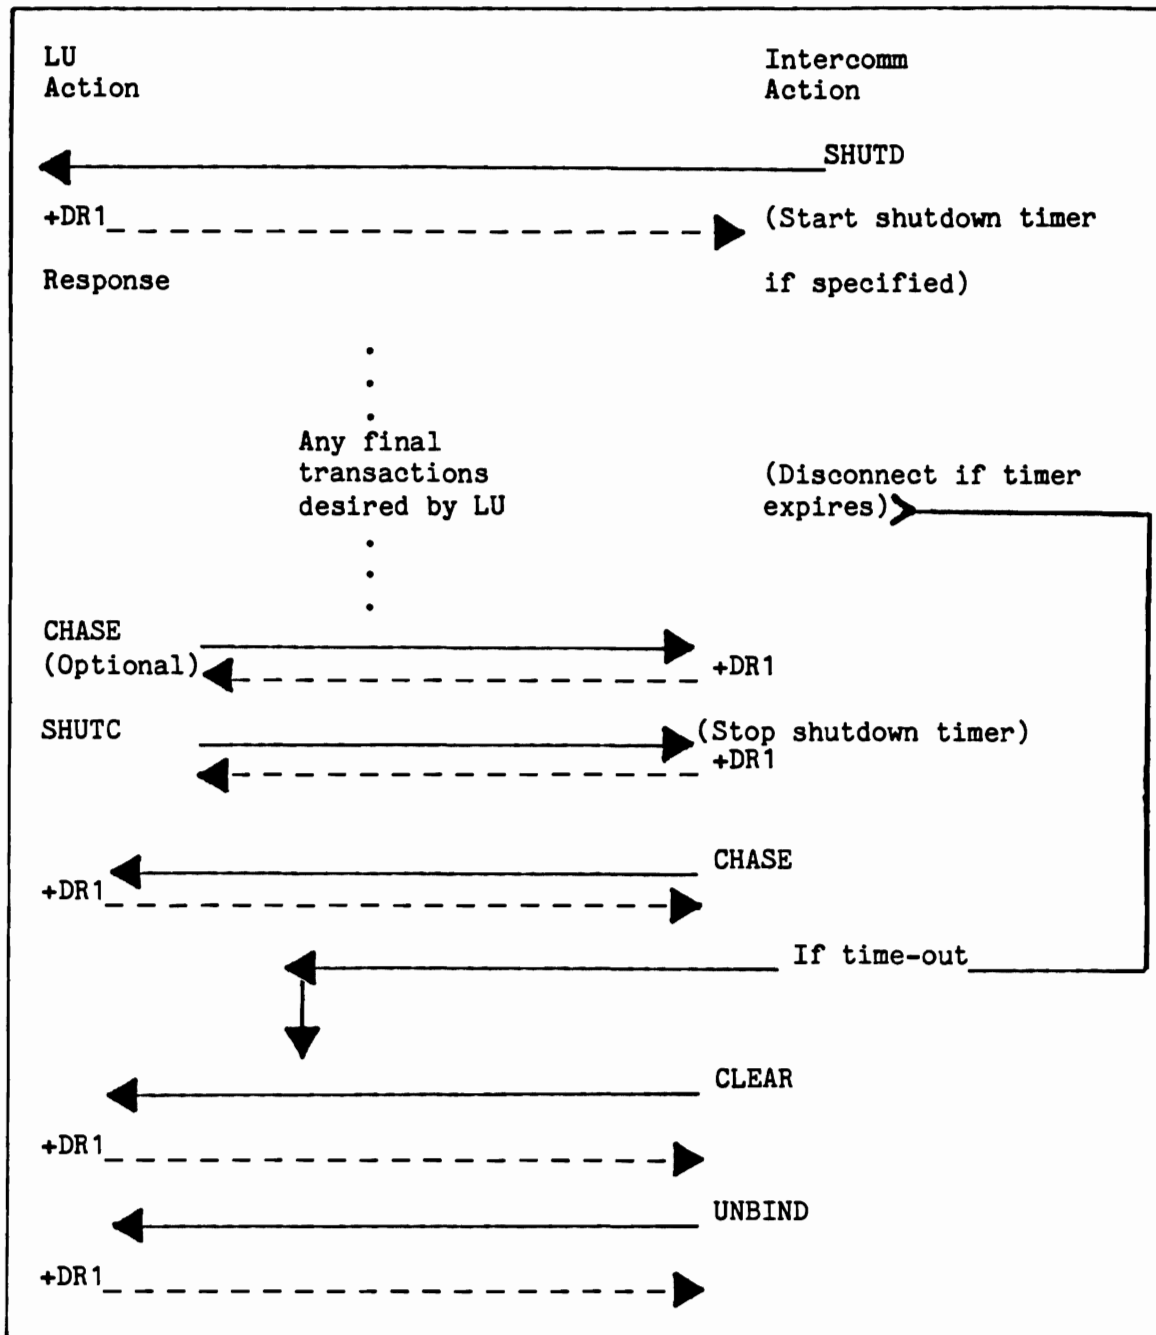 LU
Action
Intercomm
Action
SHUTD
+DR1
(Start shutdown timer
Response
if specified)
Any final
transactions
desired by LU
(Disconnect if timer
expires)
CHASE
(Optional)
+DR1
SHUTC
(Stop shutdown timer)
+DR1
CHASE
+DR1
If time-out
CLEAR
+DR1
UNBIND
+DR1